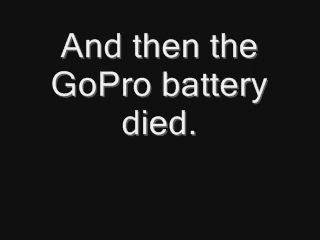 And then the
GoPro battery
died.